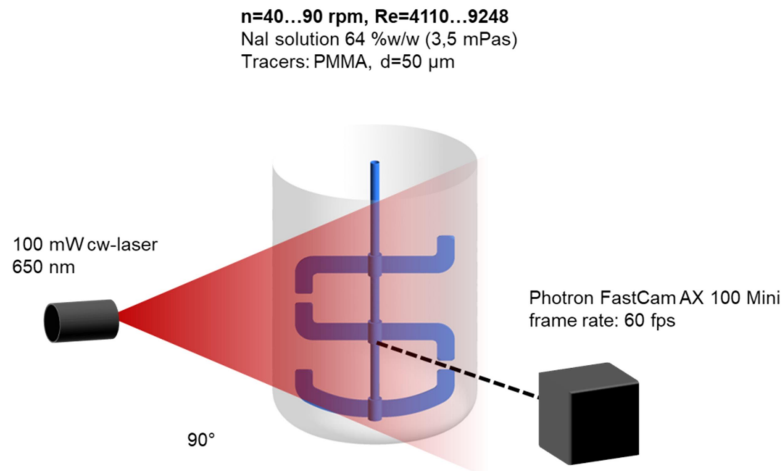 n=40…90 rpm, Re=4110…9248
NaI solution 64 %w/w (3,5 mPas)
Tracers: PMMA, d=50 µm
100 mW cw-laser
650 nm
Photron FastCam AX 100 Mini
frame rate: 60 fps
90°